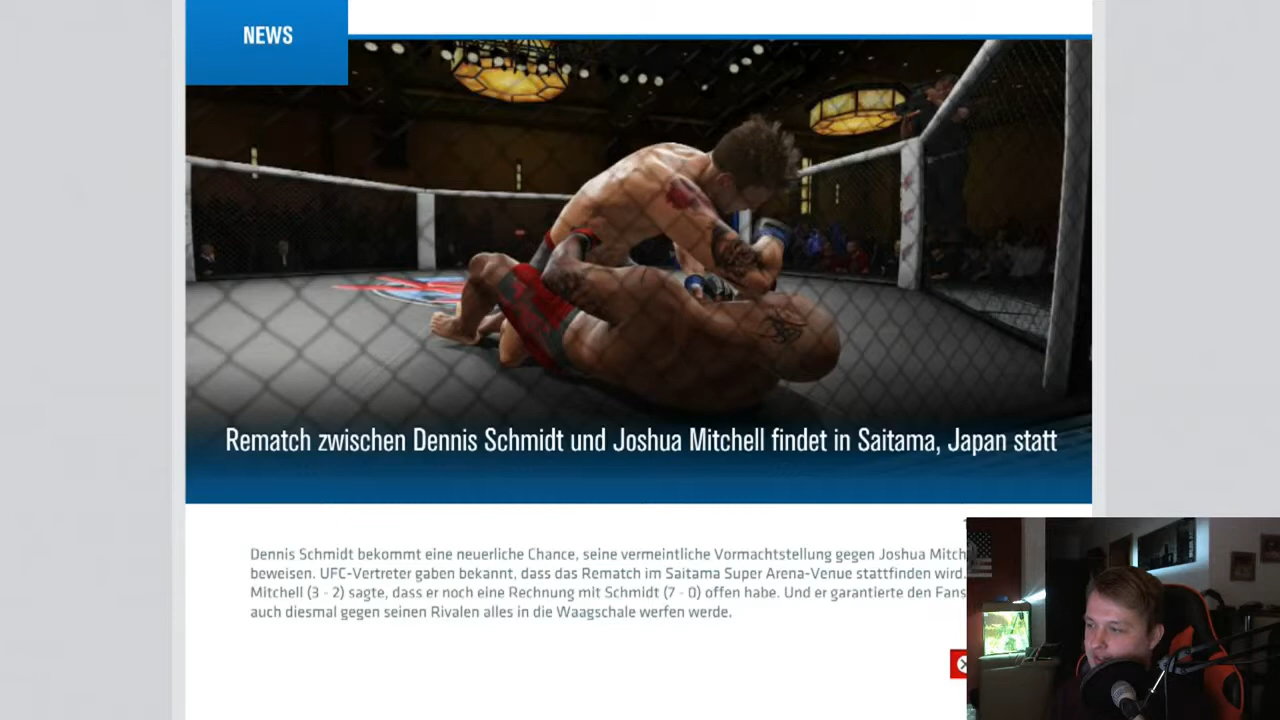 NEWS
Rematch zwischen Dennis Schmidt und Joshua Mitchell findet in Saitama, Japan statt
Dennis Schmidt bekommt eine neuerliche Chance, seine vermeintliche Vormachtstellung gegen Joshua Mitch
beweisen. UFC-Vertreter gaben bekannt, dass das Rematch im Saitama Super Arena-Venue stattfinden wird.
Mitchell (3 - 2) sagte, dass er noch eine Rechnung mit Schmidt (7 - 0) offen habe. Und er garantierte den Fans
auch diesmal gegen seinen Rivalen alles in die Waagschale werfen werde.